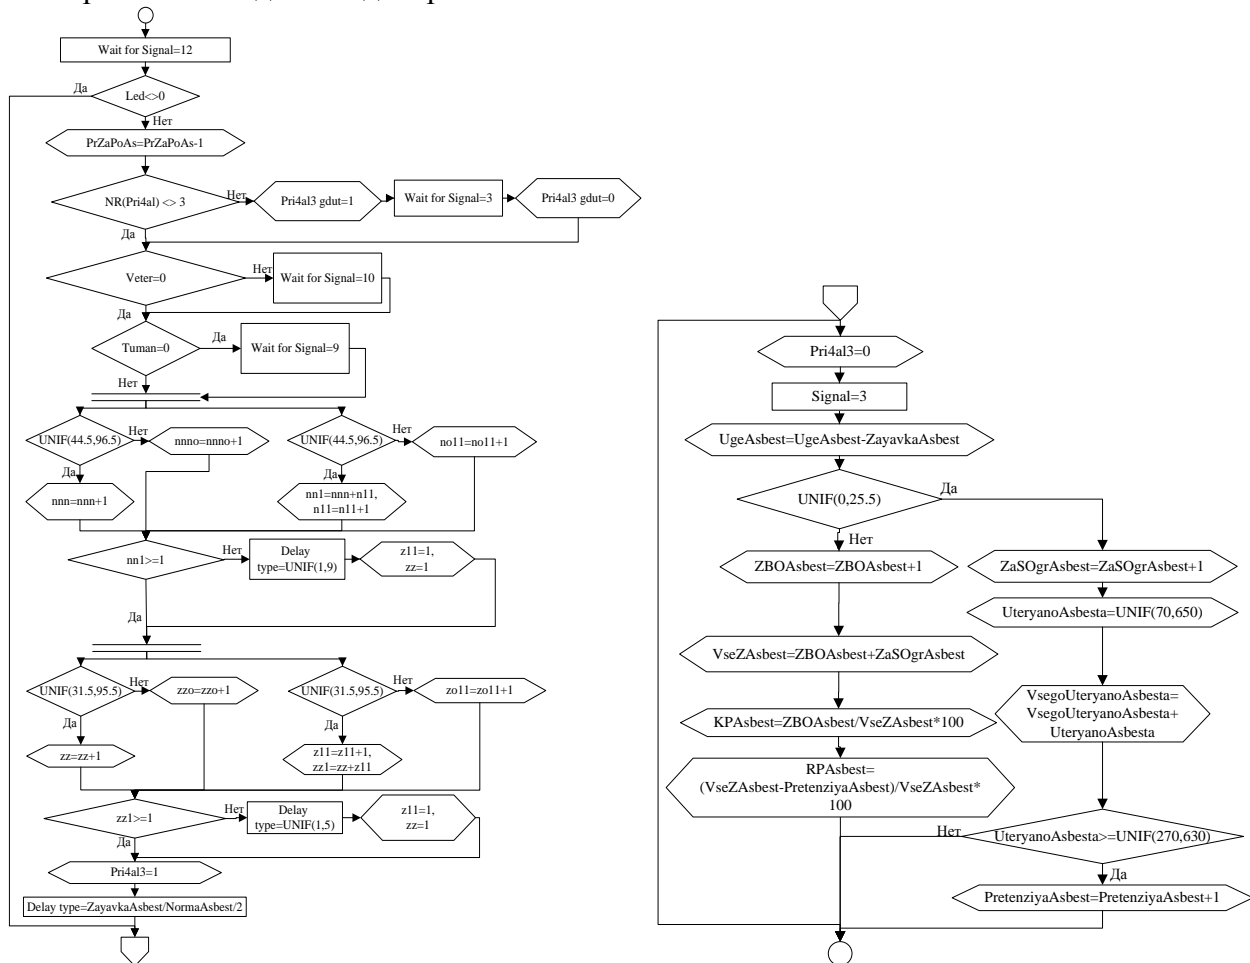 Wait for Signal=12
Да
Led<>0
Нет
PrZaPoAs=PrZaPoAs-1
NR(Pri4al) <> 3
Нет
Pri4al3 gdut=1
Wait for Signal=3
Pri4al3 gdut=0
Да
Veter=0
Нет
Wait for Signal=10
Да
Tuman=0
Да
Wait for Signal=9
Нет
UNIF(44.5,96.5)
Нет
nnno=nnno+1
UNIF(44.5,96.5)
Нет
no11=no11+1
Да
nnn=nnn+1
Да
nn1=nnn+n11,
n11=n11+1
nn1>=1
Нет
Delay
type=UNIF(1,9)
z11=1,
zz=1
Да
UNIF(31.5,95.5)
Нет
zzo=zzo+1
UNIF(31.5,95.5)
Нет
zo11=zo11+1
Да
zz=zz+1
Да
z11=z11+1,
zz1=zz+z11
zz1>=1
Нет
Delay
type=UNIF(1,5)
z11=1,
zz=1
Да
Pri4al3=1
Delay type=ZayavkaAsbest/NormaAsbest/2
Pri4al3=0
Signal=3
UgeAsbest=UgeAsbest-ZayavkaAsbest
UNIF(0,25.5)
Да
Нет
ZBOAsbest=ZBOAsbest+1
ZaSOgrAsbest=ZaSOgrAsbest+1
UteryanoAsbesta=UNIF(70,650)
VseZAsbest=ZBOAsbest+ZaSOgrAsbest
VsegoUteryanoAsbesta=
VsegoUteryanoAsbesta+
UteryanoAsbesta
KPAsbest=ZBOAsbest/VseZAsbest*100
RPAsbest=
(VseZAsbest-PretenziyaAsbest)/VseZAsbest*
100
Нет
UteryanoAsbesta>=UNIF(270,630)
Да
PretenziyaAsbest=PretenziyaAsbest+1